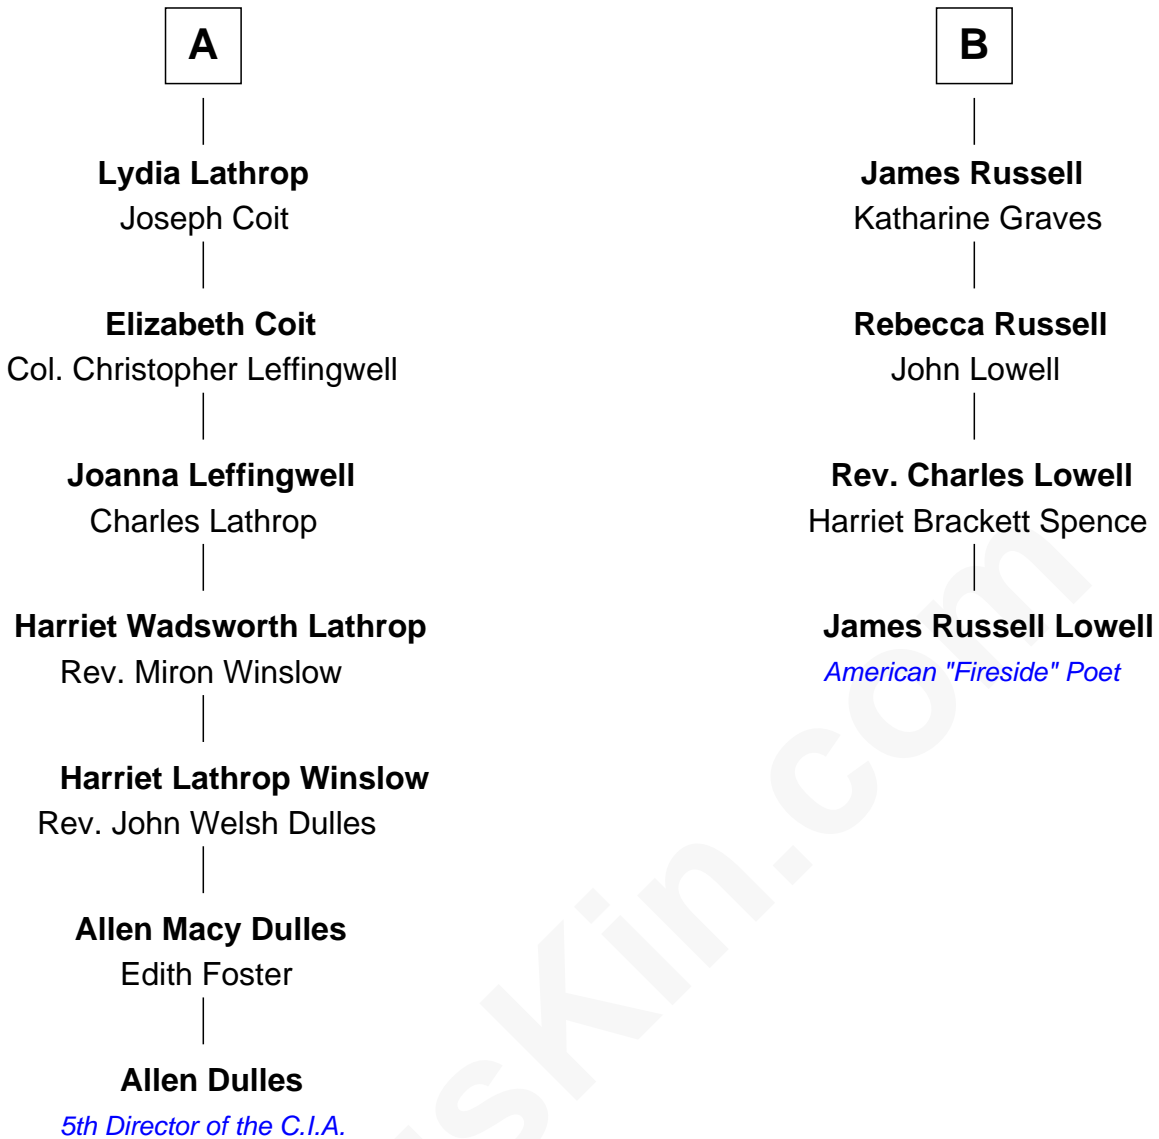 A
Lydia Lathrop
Joseph Coit
Elizabeth Coit
Col. Christopher Leffingwell
Joanna Leffingwell
Charles Lathrop
Harriet Wadsworth Lathrop
Rev. Miron Winslow
Harriet Lathrop Winslow
Rev. John Welsh Dulles
Allen Macy Dulles
Edith Foster
Allen Dulles
5th Director of the C.I.A.
B
James Russell
Katharine Graves
Rebecca Russell
John Lowell
Rev. Charles Lowell
Harriet Brackett Spence
James Russell Lowell
American "Fireside" Poet
sKin.com